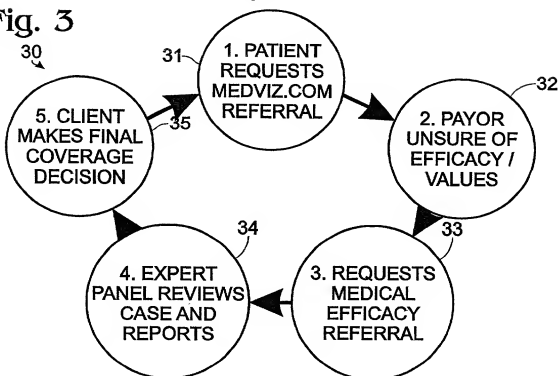 Fig. 3
30
31
1. PATIENT
REQUESTS
MEDVIZ.COM
REFERRAL
32
2. PAYOR
UNSURE OF
EFFICACY /
VALUES
33
3. REQUESTS
MEDICAL
EFFICACY
REFERRAL
34
4. EXPERT
PANEL REVIEWS
CASE AND
REPORTS
35
5. CLIENT
MAKES FINAL
COVERAGE
DECISION